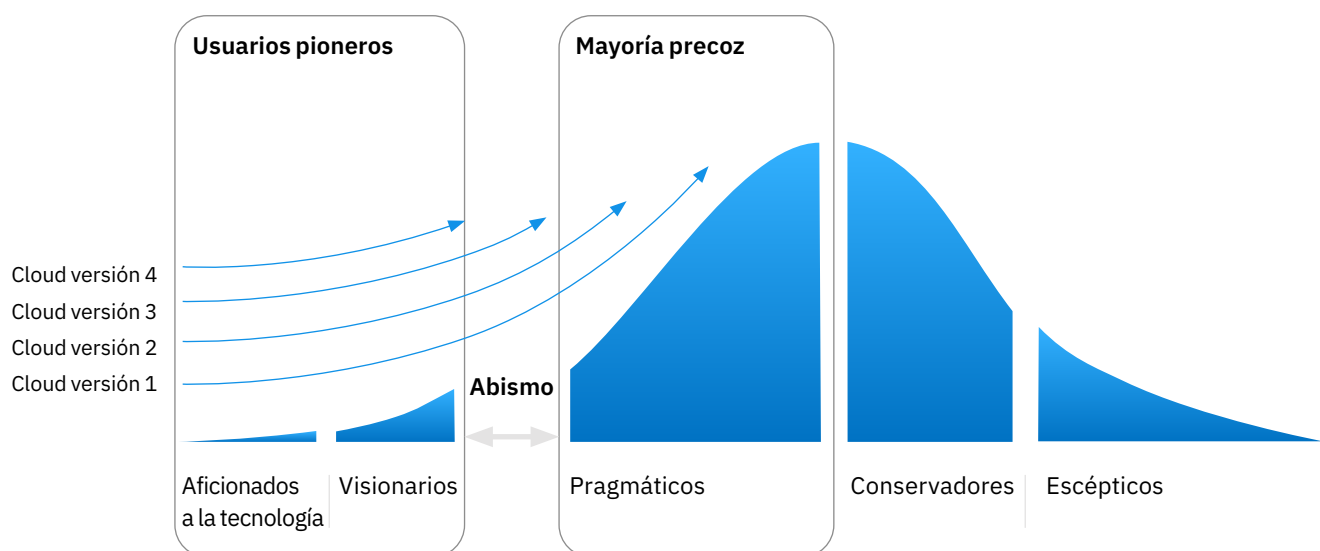 Usuarios pioneros
Mayoría precoz
Cloud versión 4
Cloud versión 3
Cloud versión 2
Cloud versión 1
Abismo
Aficionados
a la tecnología
Visionarios
Pragmáticos
Conservadores
Escépticos